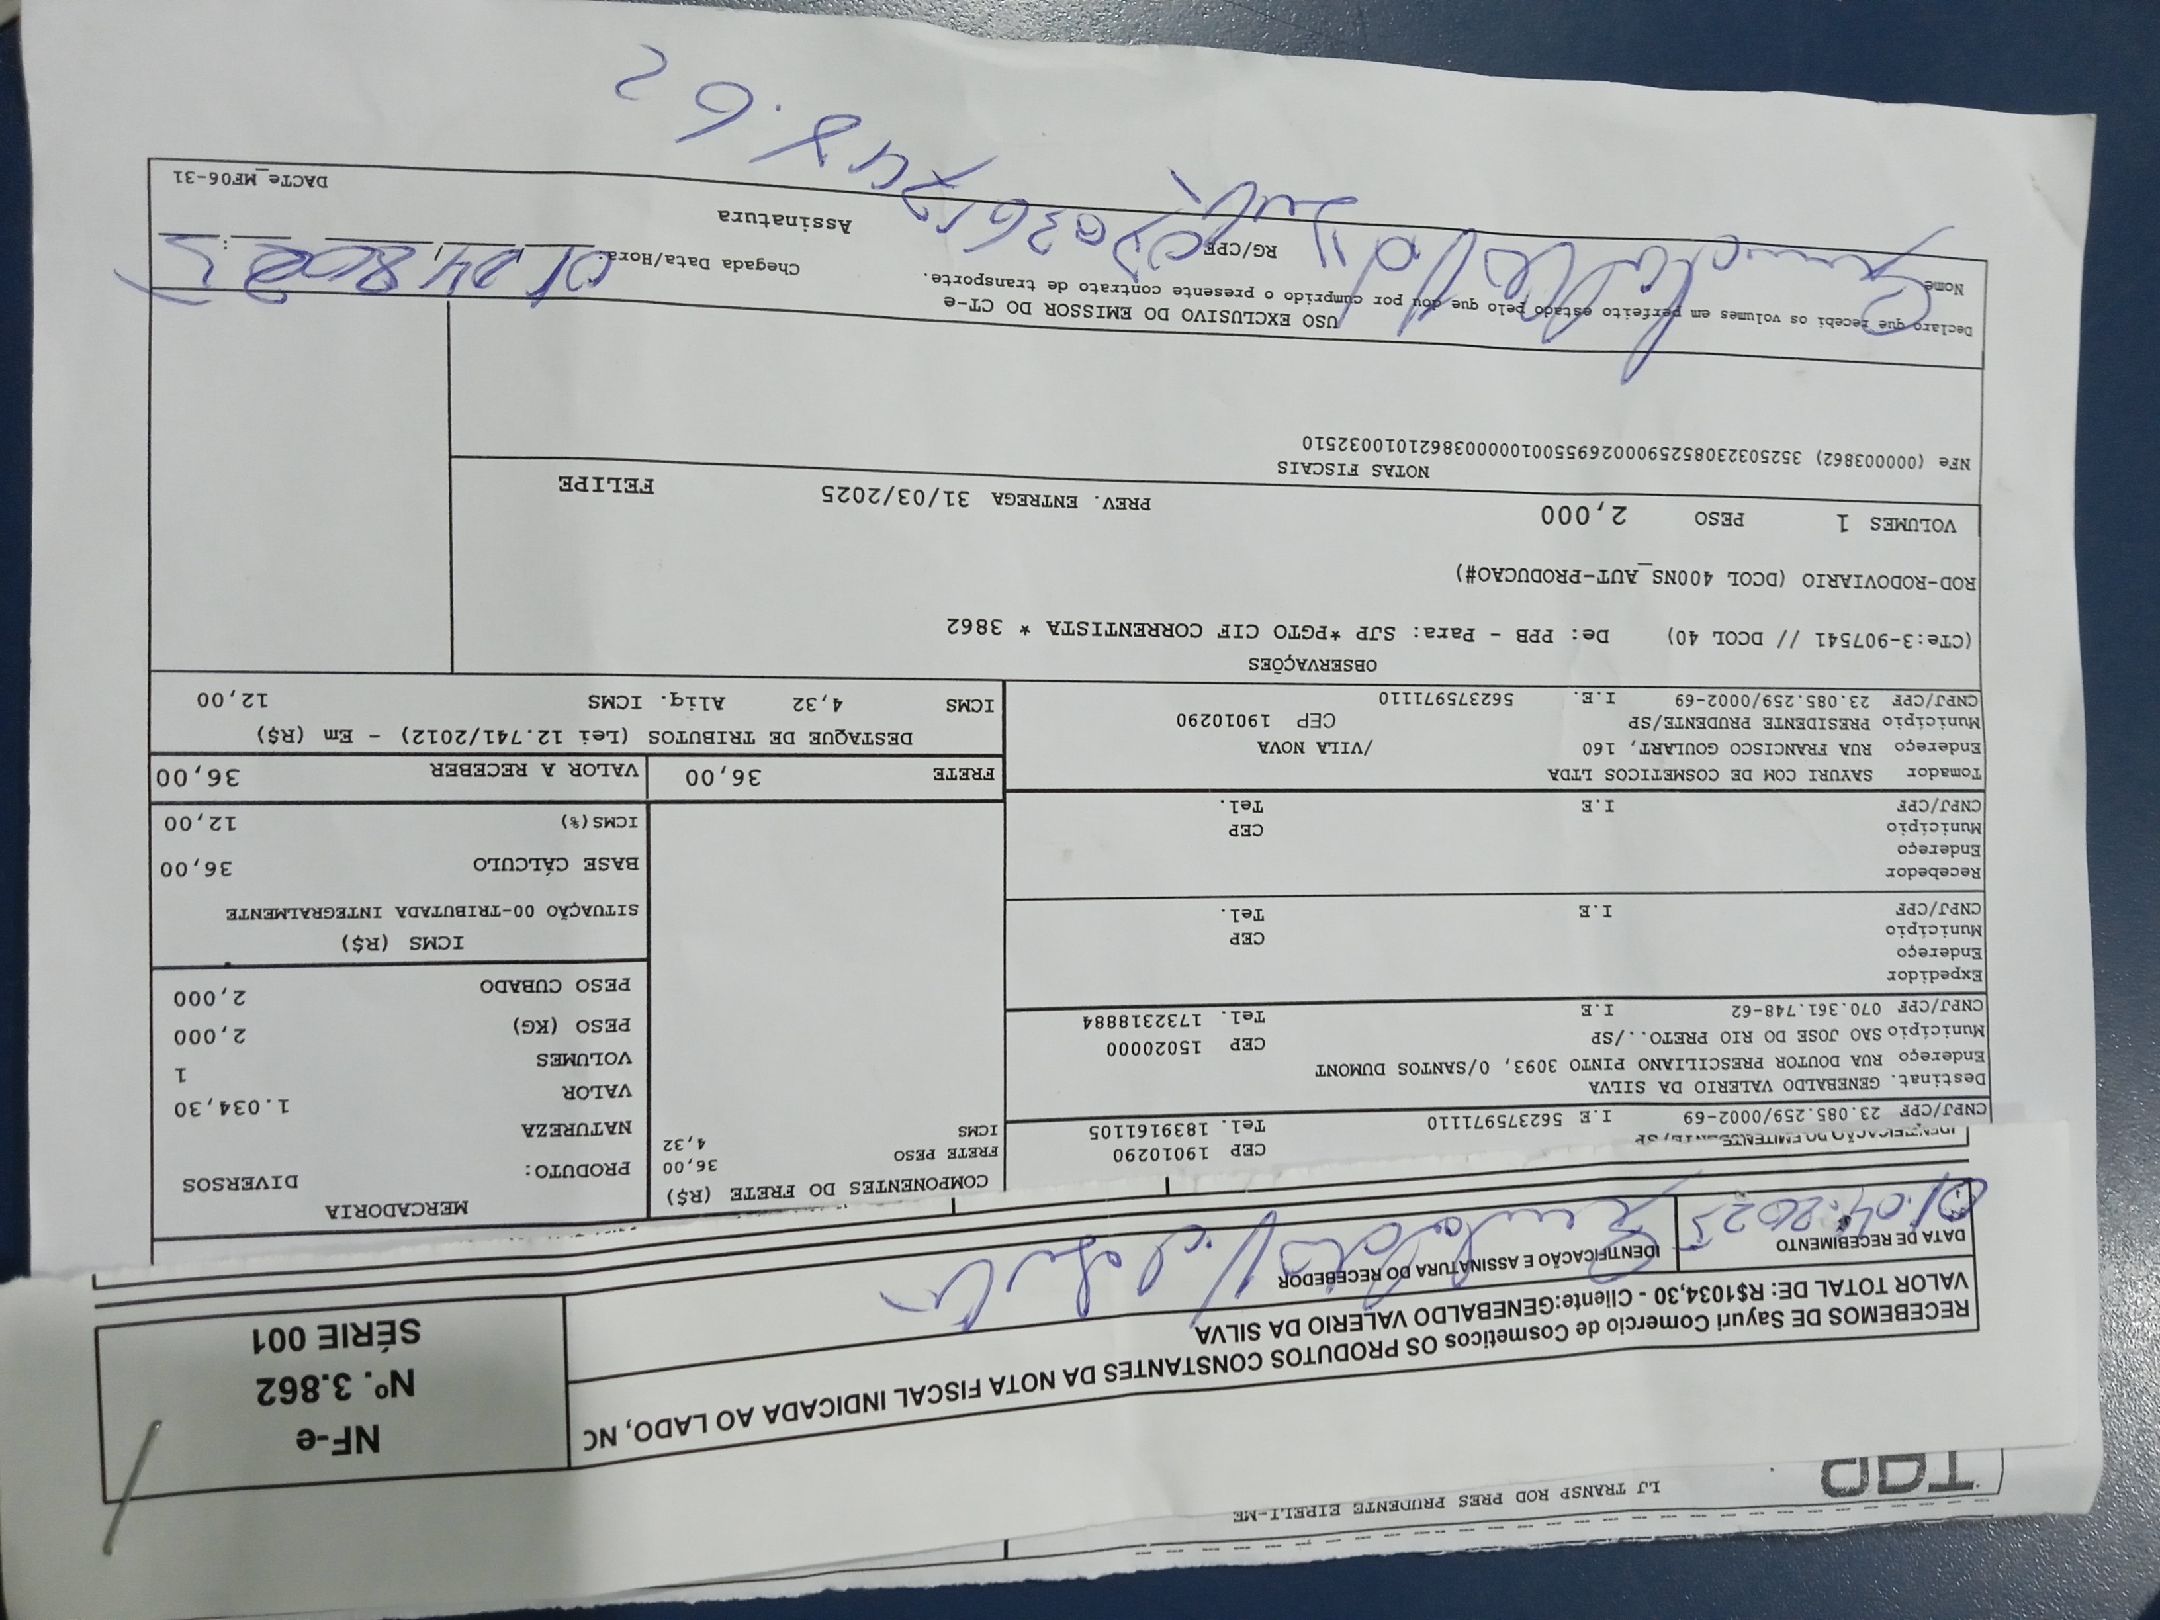 TQP
LJ TRANSP ROD PRES PRUDENTE EIRELI-ME
RECEBEMOS DE Sayuri Comercio de Cosmeticos OS PRODUTOS CONSTANTES DA NOTA FISCAL INDICADA AO LADO, NO
VALOR TOTAL DE: R$1034,30 - Cliente:GENEBALDO VALERIO DA SILVA
NF-e
Nº. 3.862
SÉRIE 001
DATA DE RECEBIMENTO
01.04.2025
IDENTIFICAÇÃO E ASSINATURA DO RECEBEDOR
IDENTIFICAÇÃO DO EMITENTE
CEP 19010290
CNPJ/CPF 23.085.259/0002-69 I.E 562375971110 Tel. 1839161105
Destinat. GENEBALDO VALERIO DA SILVA
Endereço RUA DOUTOR PRESCILIANO PINTO 3093, 0/SANTOS DUMONT
Município SAO JOSE DO RIO PRETO../SP CEP 15020000
CNPJ/CPF 070.361.748-62 I.E Tel. 1732318884
Expedidor
Endereço
Município CEP
CNPJ/CPF I.E Tel.
Recebedor
Endereço
Município CEP
CNPJ/CPF I.E Tel.
Tomador SAYURI COM DE COSMETICOS LTDA
Endereço RUA FRANCISCO GOULART, 160 /VILA NOVA
Município PRESIDENTE PRUDENTE/SP CEP 19010290
CNPJ/CPF 23.085.259/0002-69 I.E. 562375971110
COMPONENTES DO FRETE (R$)
FRETE PESO 36,00
ICMS 4,32
MERCADORIA
PRODUTO: DIVERSOS
NATUREZA
VALOR 1.034,30
VOLUMES 1
PESO (KG) 2,000
PESO CUBADO 2,000
ICMS (R$)
SITUAÇÃO 00-TRIBUTADA INTEGRALMENTE
BASE CÁLCULO 36,00
ICMS(%) 12,00
FRETE 36,00 VALOR A RECEBER 36,00
DESTAQUE DE TRIBUTOS (Lei 12.741/2012) - Em (R$)
ICMS 4,32 Aliq. ICMS 12,00
OBSERVAÇÕES
(CTe:3-907541 // DCOL 40) De: PPB - Para: SJP *PGTO CIF CORRENTISTA * 3862
ROD-RODOVIARIO (DCOL 400NS_AUT-PRODUCAO#)
VOLUMES 1 PESO 2,000 PREV. ENTREGA 31/03/2025 FELIPE
NOTAS FISCAIS
NFe (000003862) 35250323085259000269550010000038621010032510
USO EXCLUSIVO DO EMISSOR DO CT-e
Declaro que recebi os volumes em perfeito estado pelo que dou por cumprido o presente contrato de transporte.
Nome RG/CPF Assinatura Chegada Data/Hora:
DACTe_MF06-31